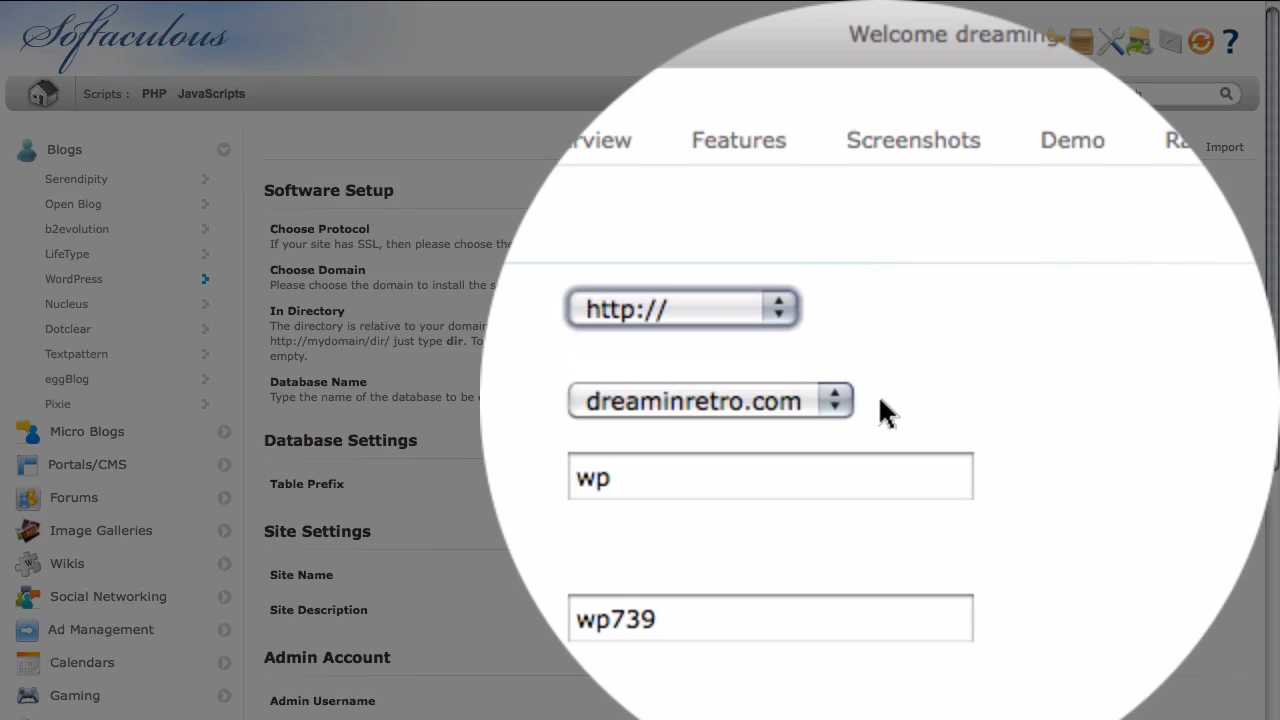 Softaculous
Welcome dreaming
?
Scripts : PHP JavaScripts
Features Screenshots Demo
Import
Blogs
Serendipity
Open Blog
b2evolution
LifeType
WordPress
Nucleus
Dotclear
Textpattern
eggBlog
Pixie
Micro Blogs
Portals/CMS
Forums
Image Galleries
Wikis
Social Networking
Ad Management
Calendars
Gaming
Software Setup
Choose Protocol
If your site has SSL, then please choose the
http://
Choose Domain
Please choose the domain to install the
dreaminretro.com
In Directory
The directory is relative to your domain
http://mydomain/dir/ just type dir. To
empty.
wp
Database Name
Type the name of the database to be
wp739
Database Settings
Table Prefix
Site Settings
Site Name
Site Description
Admin Account
Admin Username